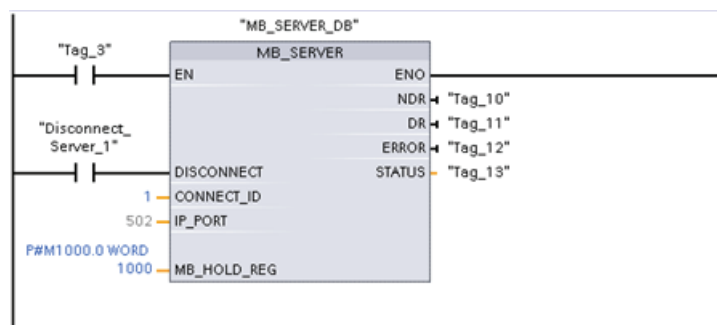 "MB_SERVER_DB"
"Tag_3"
MB_SERVER
EN
ENO
NDR
"Tag_10"
DR
"Tag_11"
"Disconnect_
Server_1"
ERROR
"Tag_12"
DISCONNECT
STATUS
"Tag_13"
1
CONNECT_ID
502
IP_PORT
P#M1000.0 WORD
1000
MB_HOLD_REG